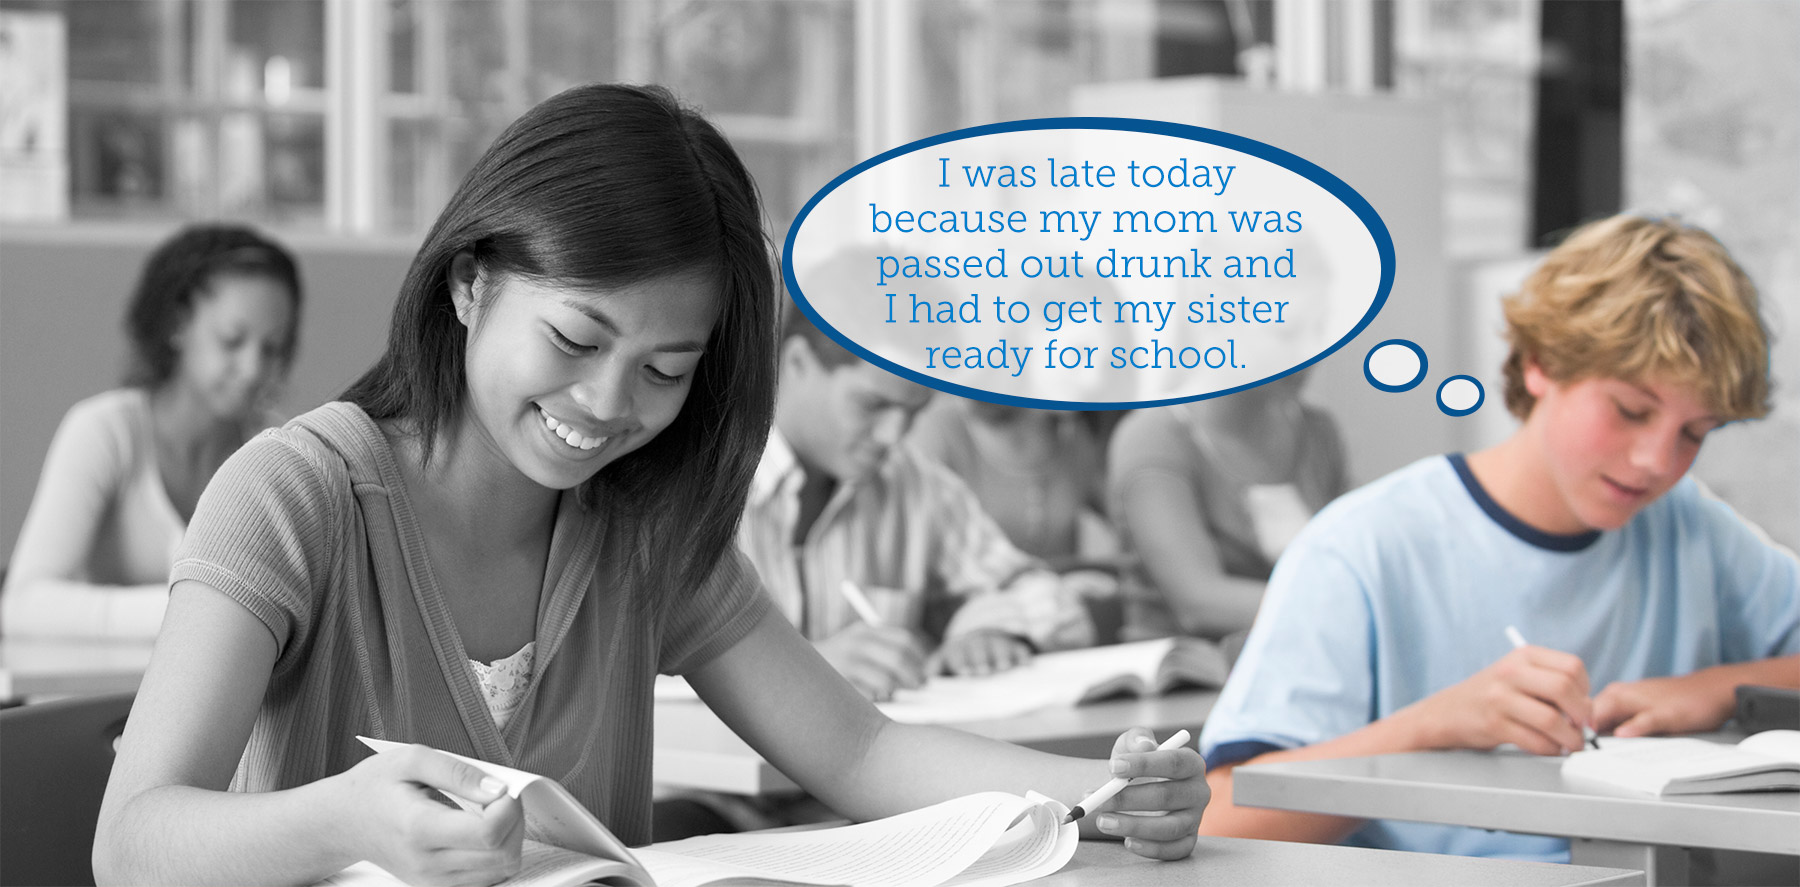 I was late today
because my mom was
passed out drunk and
I had to get my sister
ready for school.